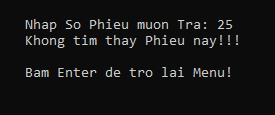 Nhap So Phieu muon Tra: 25
Khong tim thay Phieu nay!!!
Bam Enter de tro lai Menu!